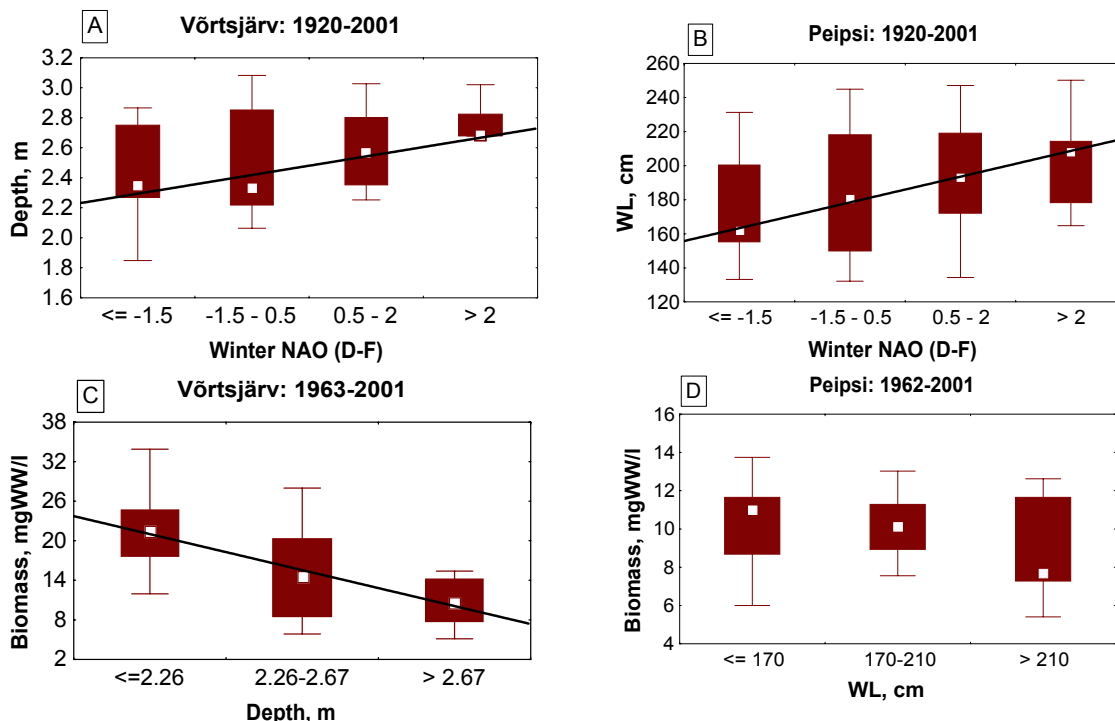 A
Võrtsjärv: 1920-2001
Depth, m
3.2
3.0
2.8
2.6
2.4
2.2
2.0
1.8
1.6
<= -1.5 -1.5 - 0.5 0.5 - 2 > 2
Winter NAO (D-F)
B
Peipsi: 1920-2001
WL, cm
260
240
220
200
180
160
140
120
<= -1.5 -1.5 - 0.5 0.5 - 2 > 2
Winter NAO (D-F)
C
Võrtsjärv: 1963-2001
Biomass, mgWW/l
38
32
26
20
14
8
2
<=2.26 2.26-2.67 > 2.67
Depth, m
D
Peipsi: 1962-2001
Biomass, mgWW/l
16
14
12
10
8
6
4
<= 170 170-210 > 210
WL, cm